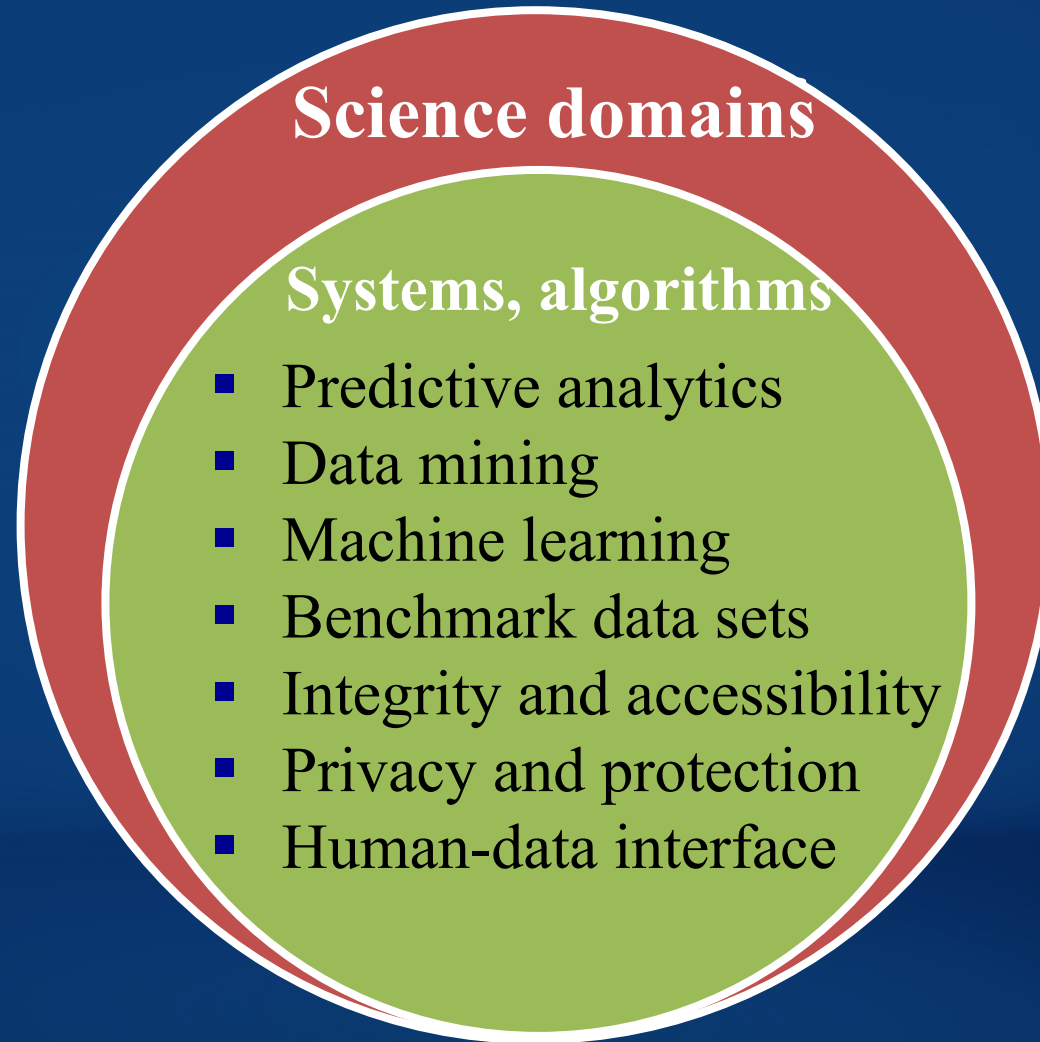 Science domains
Systems, algorithms
▪ Predictive analytics
▪ Data mining
▪ Machine learning
▪ Benchmark data sets
▪ Integrity and accessibility
▪ Privacy and protection
▪ Human-data interface